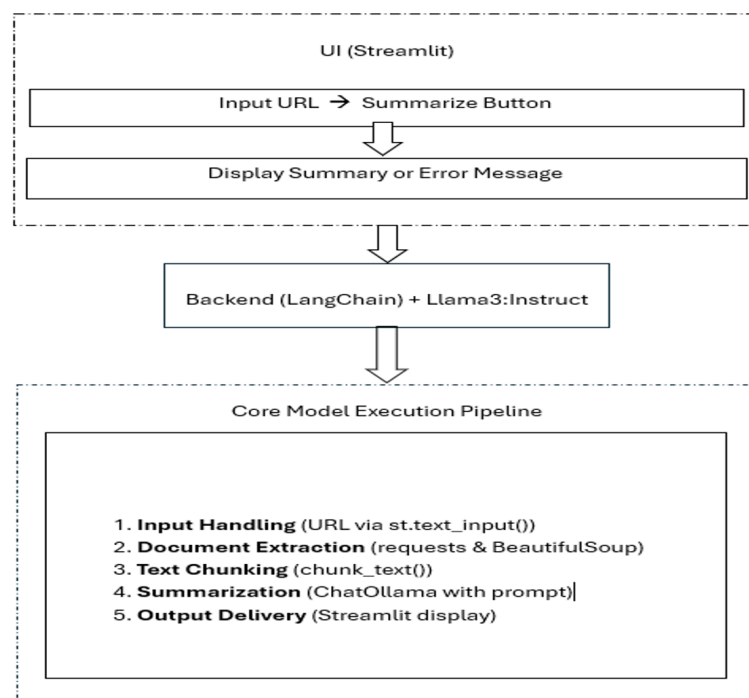 UI (Streamlit)
Input URL → Summarize Button
Display Summary or Error Message
Backend (LangChain) + Llama3:Instruct
Core Model Execution Pipeline
1. Input Handling (URL via st.text_input())
2. Document Extraction (requests & BeautifulSoup)
3. Text Chunking (chunk_text())
4. Summarization (ChatOllama with prompt)
5. Output Delivery (Streamlit display)